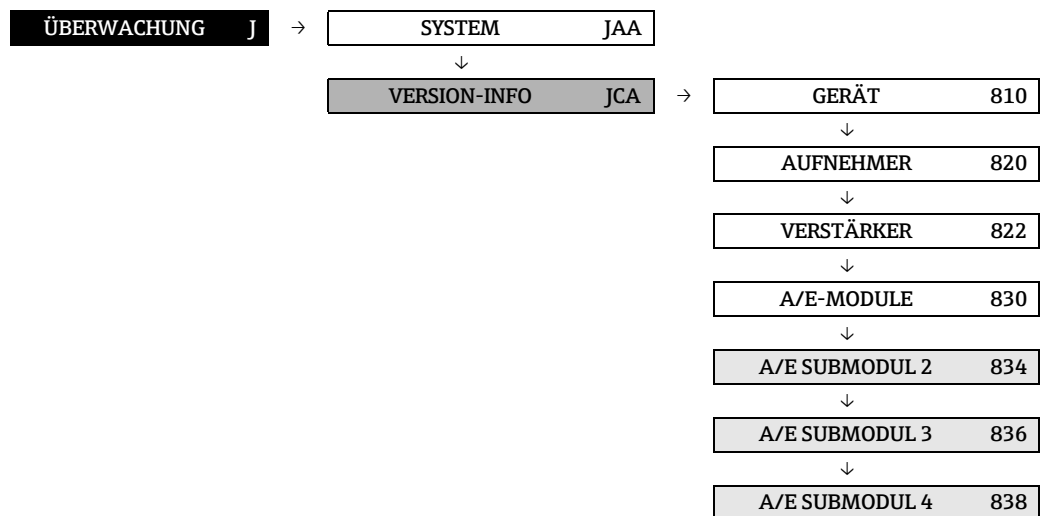 ÜBERWACHUNG J → SYSTEM JAA
↓
VERSION-INFO JCA → GERÄT 810
↓
AUFNEHMER 820
↓
VERSTÄRKER 822
↓
A/E-MODULE 830
↓
A/E SUBMODUL 2 834
↓
A/E SUBMODUL 3 836
↓
A/E SUBMODUL 4 838